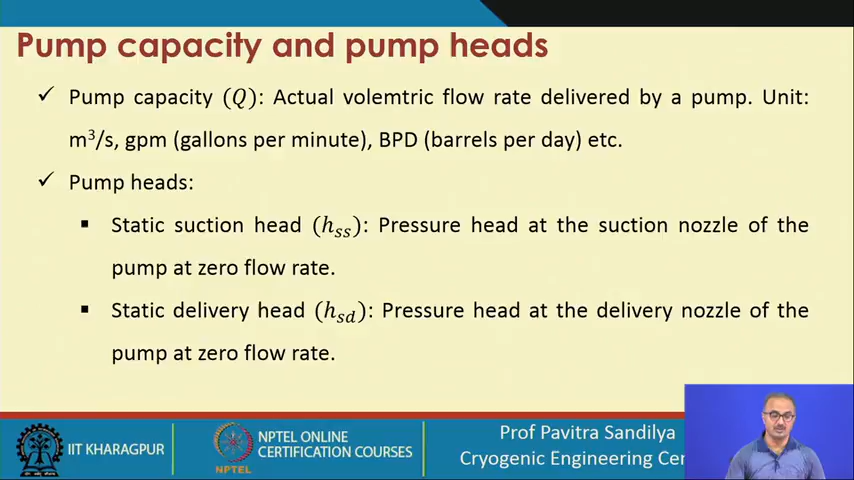 Pump capacity and pump heads
✓ Pump capacity (Q): Actual volemtric flow rate delivered by a pump. Unit:
m³/s, gpm (gallons per minute), BPD (barrels per day) etc.
✓ Pump heads:
▪ Static suction head (hss): Pressure head at the suction nozzle of the
pump at zero flow rate.
▪ Static delivery head (hsd): Pressure head at the delivery nozzle of the
pump at zero flow rate.
IIT KHARAGPUR
NPTEL
NPTEL ONLINE
CERTIFICATION COURSES
Prof Pavitra Sandilya
Cryogenic Engineering Cen